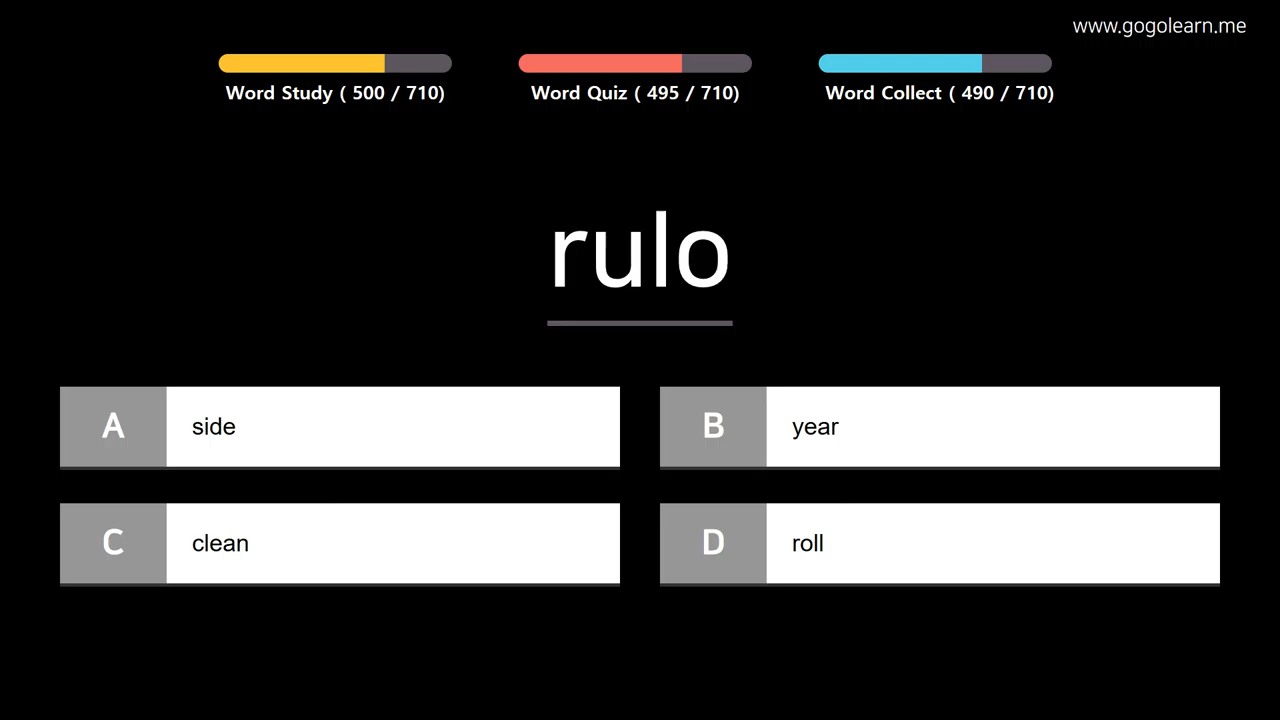 www.gogolearn.me
Word Study ( 500 / 710)
Word Quiz ( 495 / 710)
Word Collect ( 490 / 710)
rulo
A side
B year
C clean
D roll